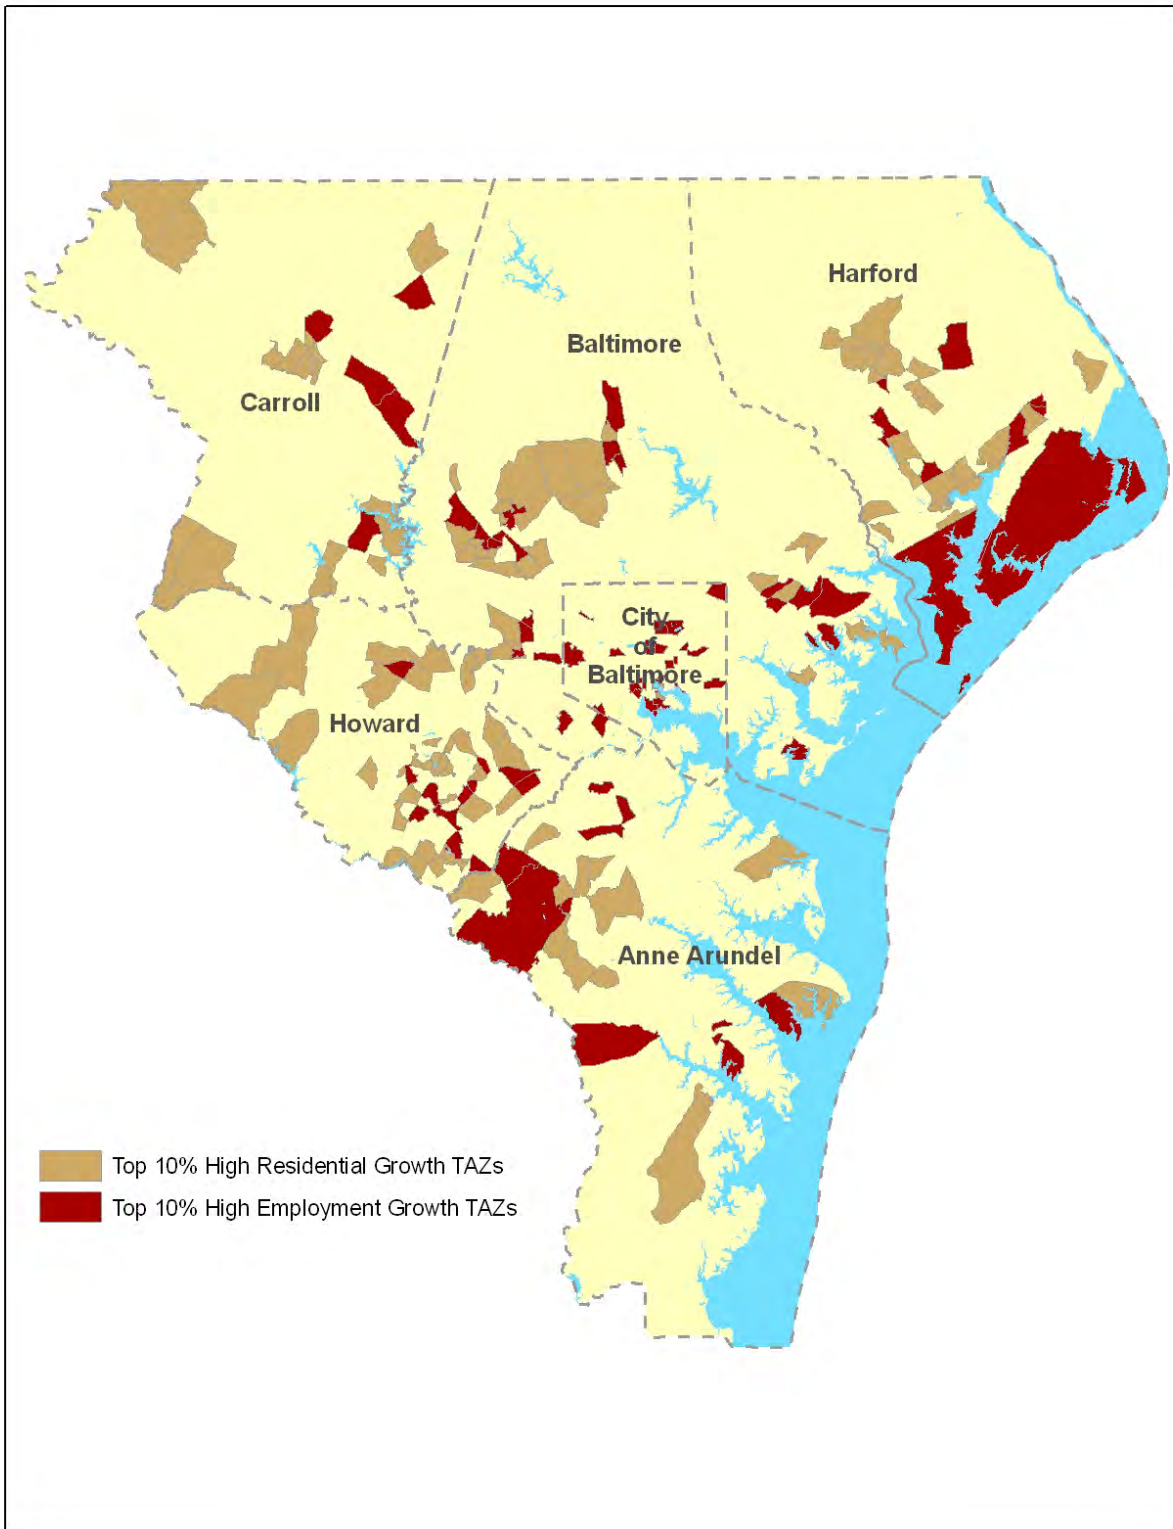 Harford
Baltimore
Carroll
City
of
Baltimore
Howard
Anne Arundel
Top 10% High Residential Growth TAZs
Top 10% High Employment Growth TAZs